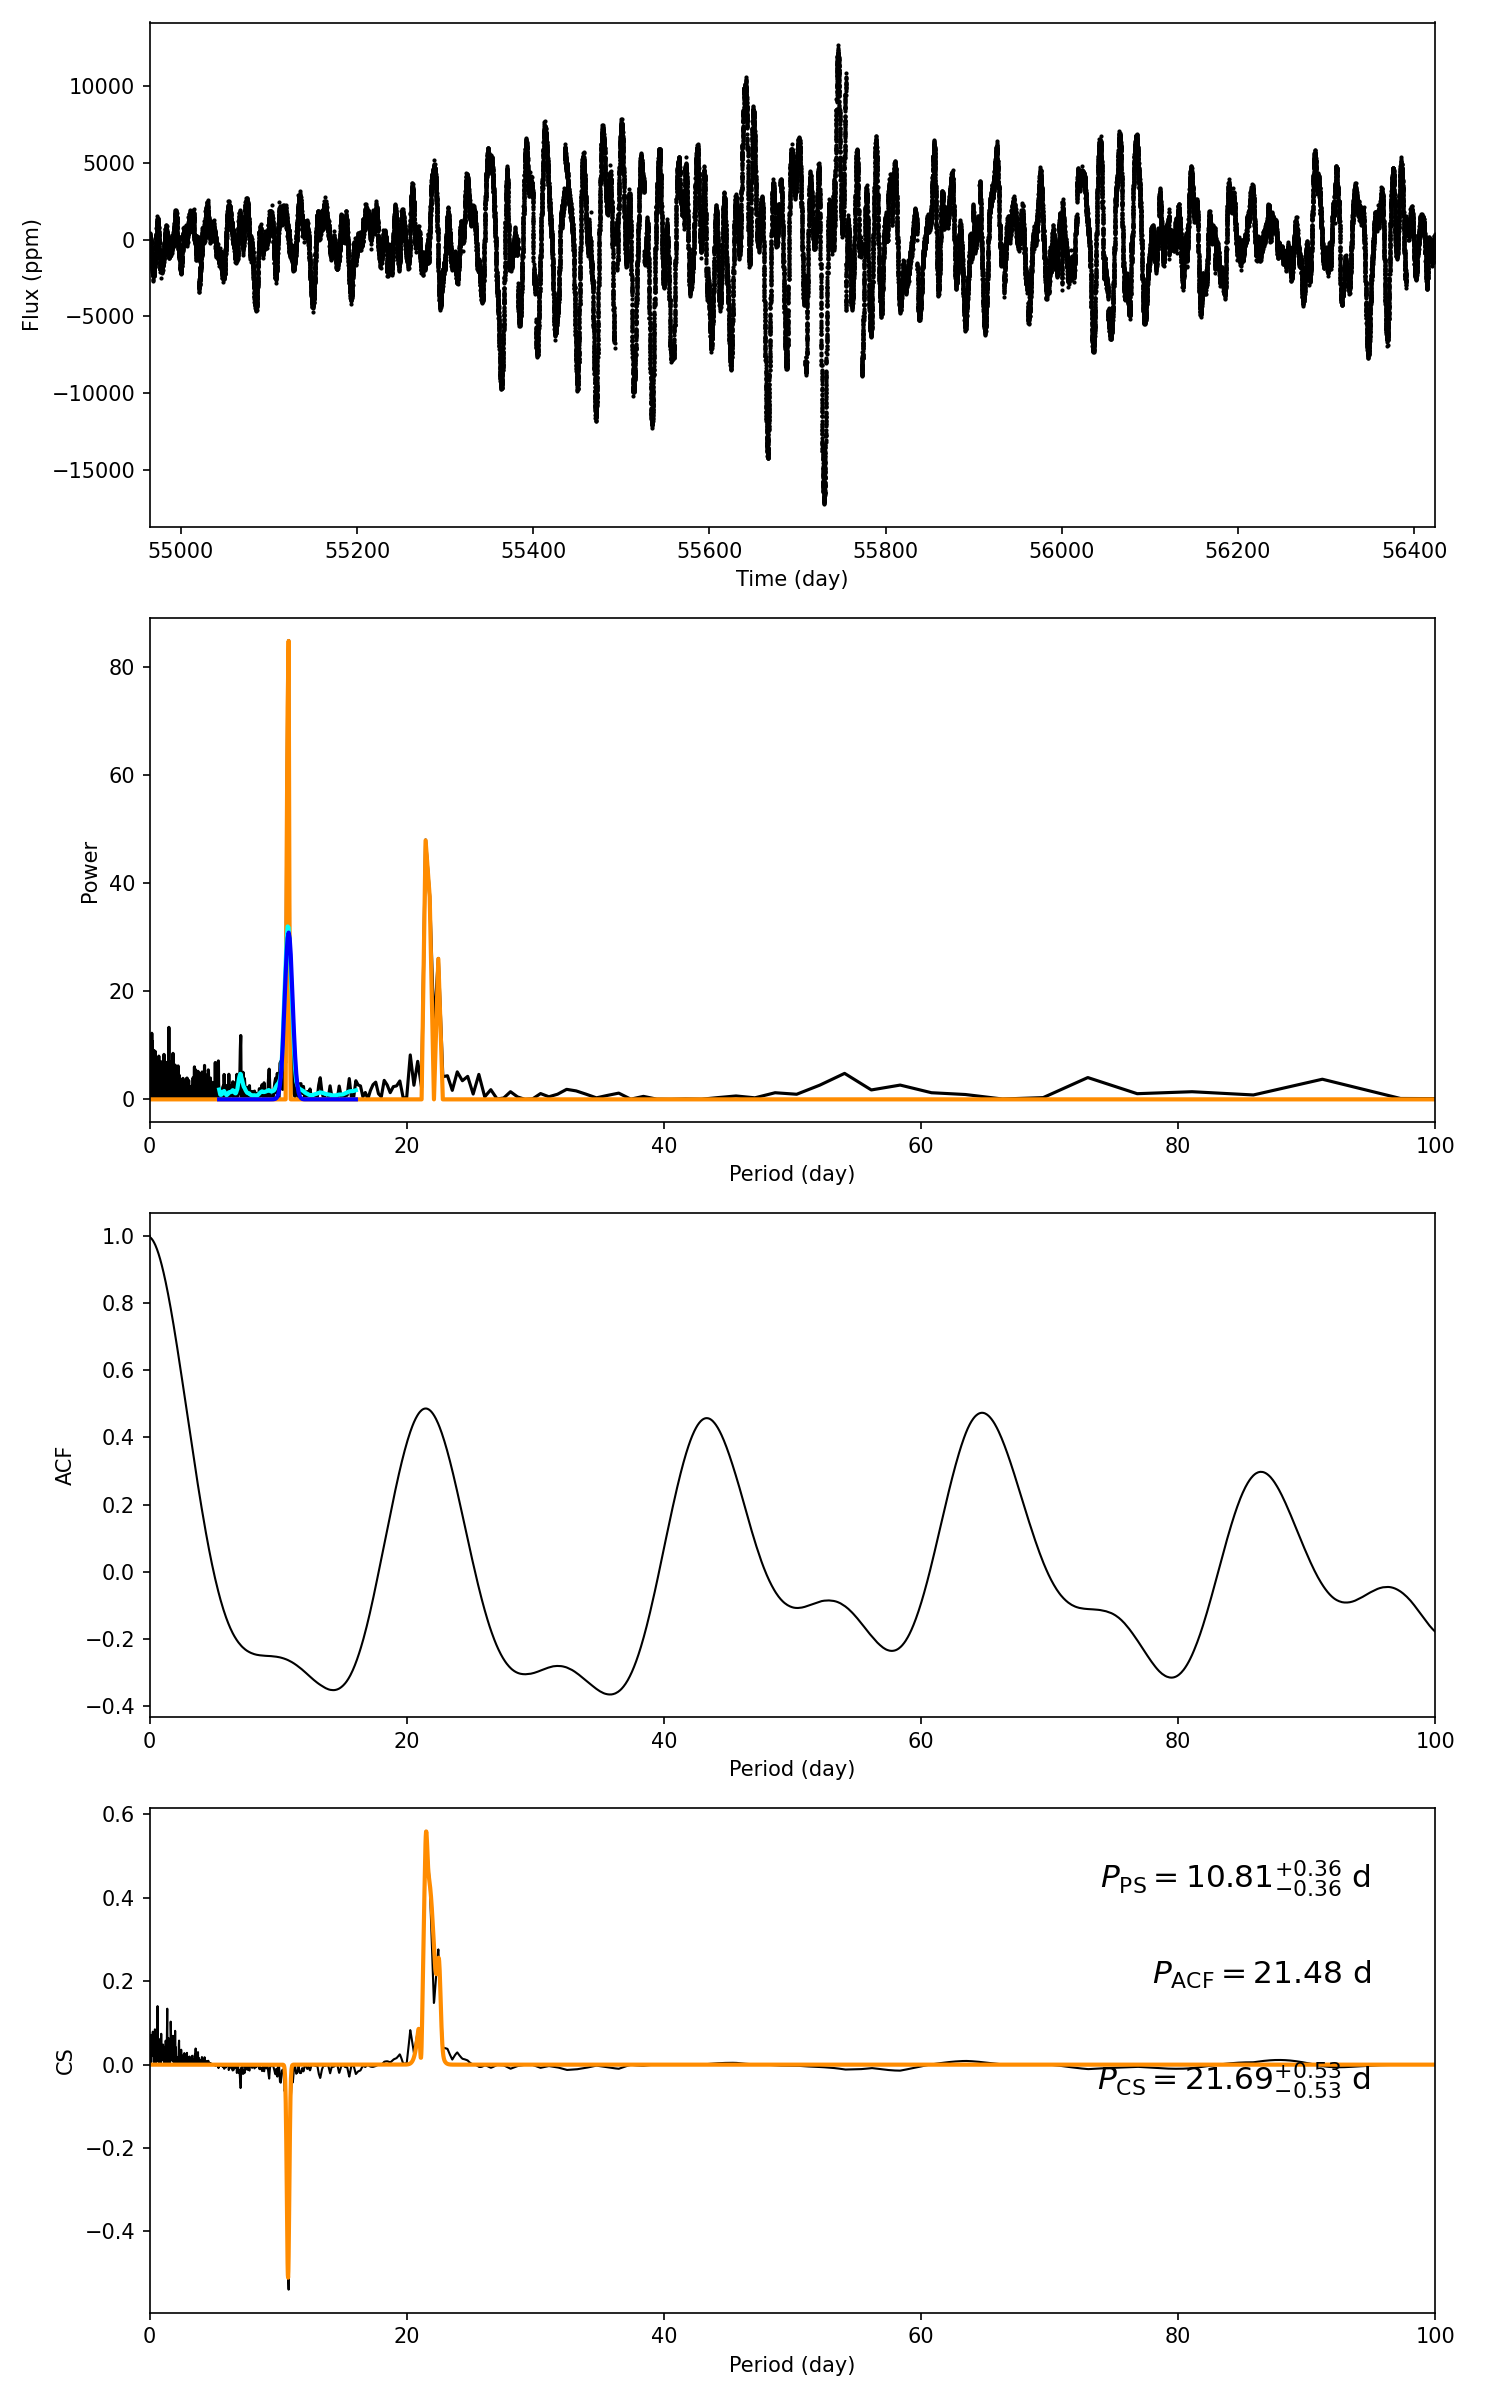 10000
5000
0
−5000
−10000
−15000
Flux (ppm)
55000 55200 55400 55600 55800 56000 56200 56400
Time (day)
80
60
40
20
0
Power
0 20 40 60 80 100
Period (day)
1.0
0.8
0.6
0.4
0.2
0.0
−0.2
−0.4
ACF
0 20 40 60 80 100
Period (day)
0.6
0.4
0.2
0.0
−0.2
−0.4
CS
P_PS = 10.81^{+0.36}_{−0.36} d
P_ACF = 21.48 d
P_CS = 21.69^{+0.53}_{−0.53} d
0 20 40 60 80 100
Period (day)